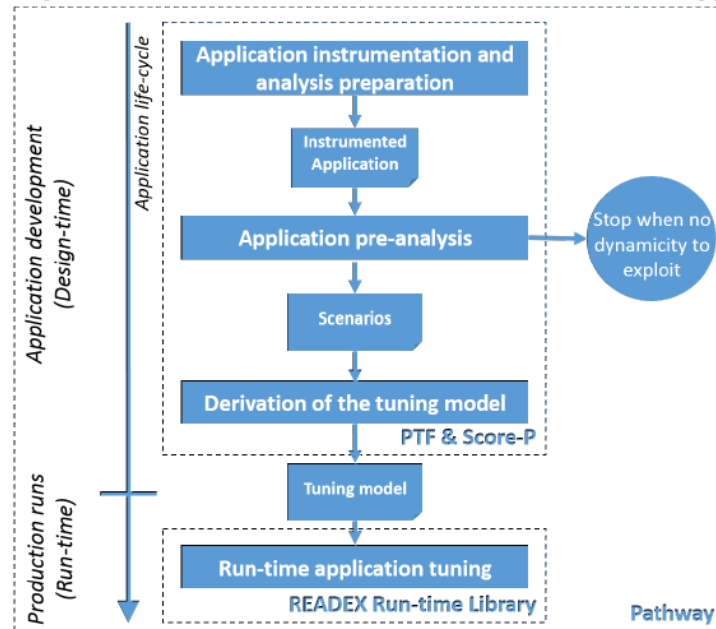 Application instrumentation and
analysis preparation
Instrumented
Application
Application pre-analysis
Stop when no
dynamicity to
exploit
Scenarios
Derivation of the tuning model
PTF & Score-P
Tuning model
Run-time application tuning
READEX Run-time Library
Pathway
Application life-cycle
Application development
(Design-time)
Production runs
(Run-time)